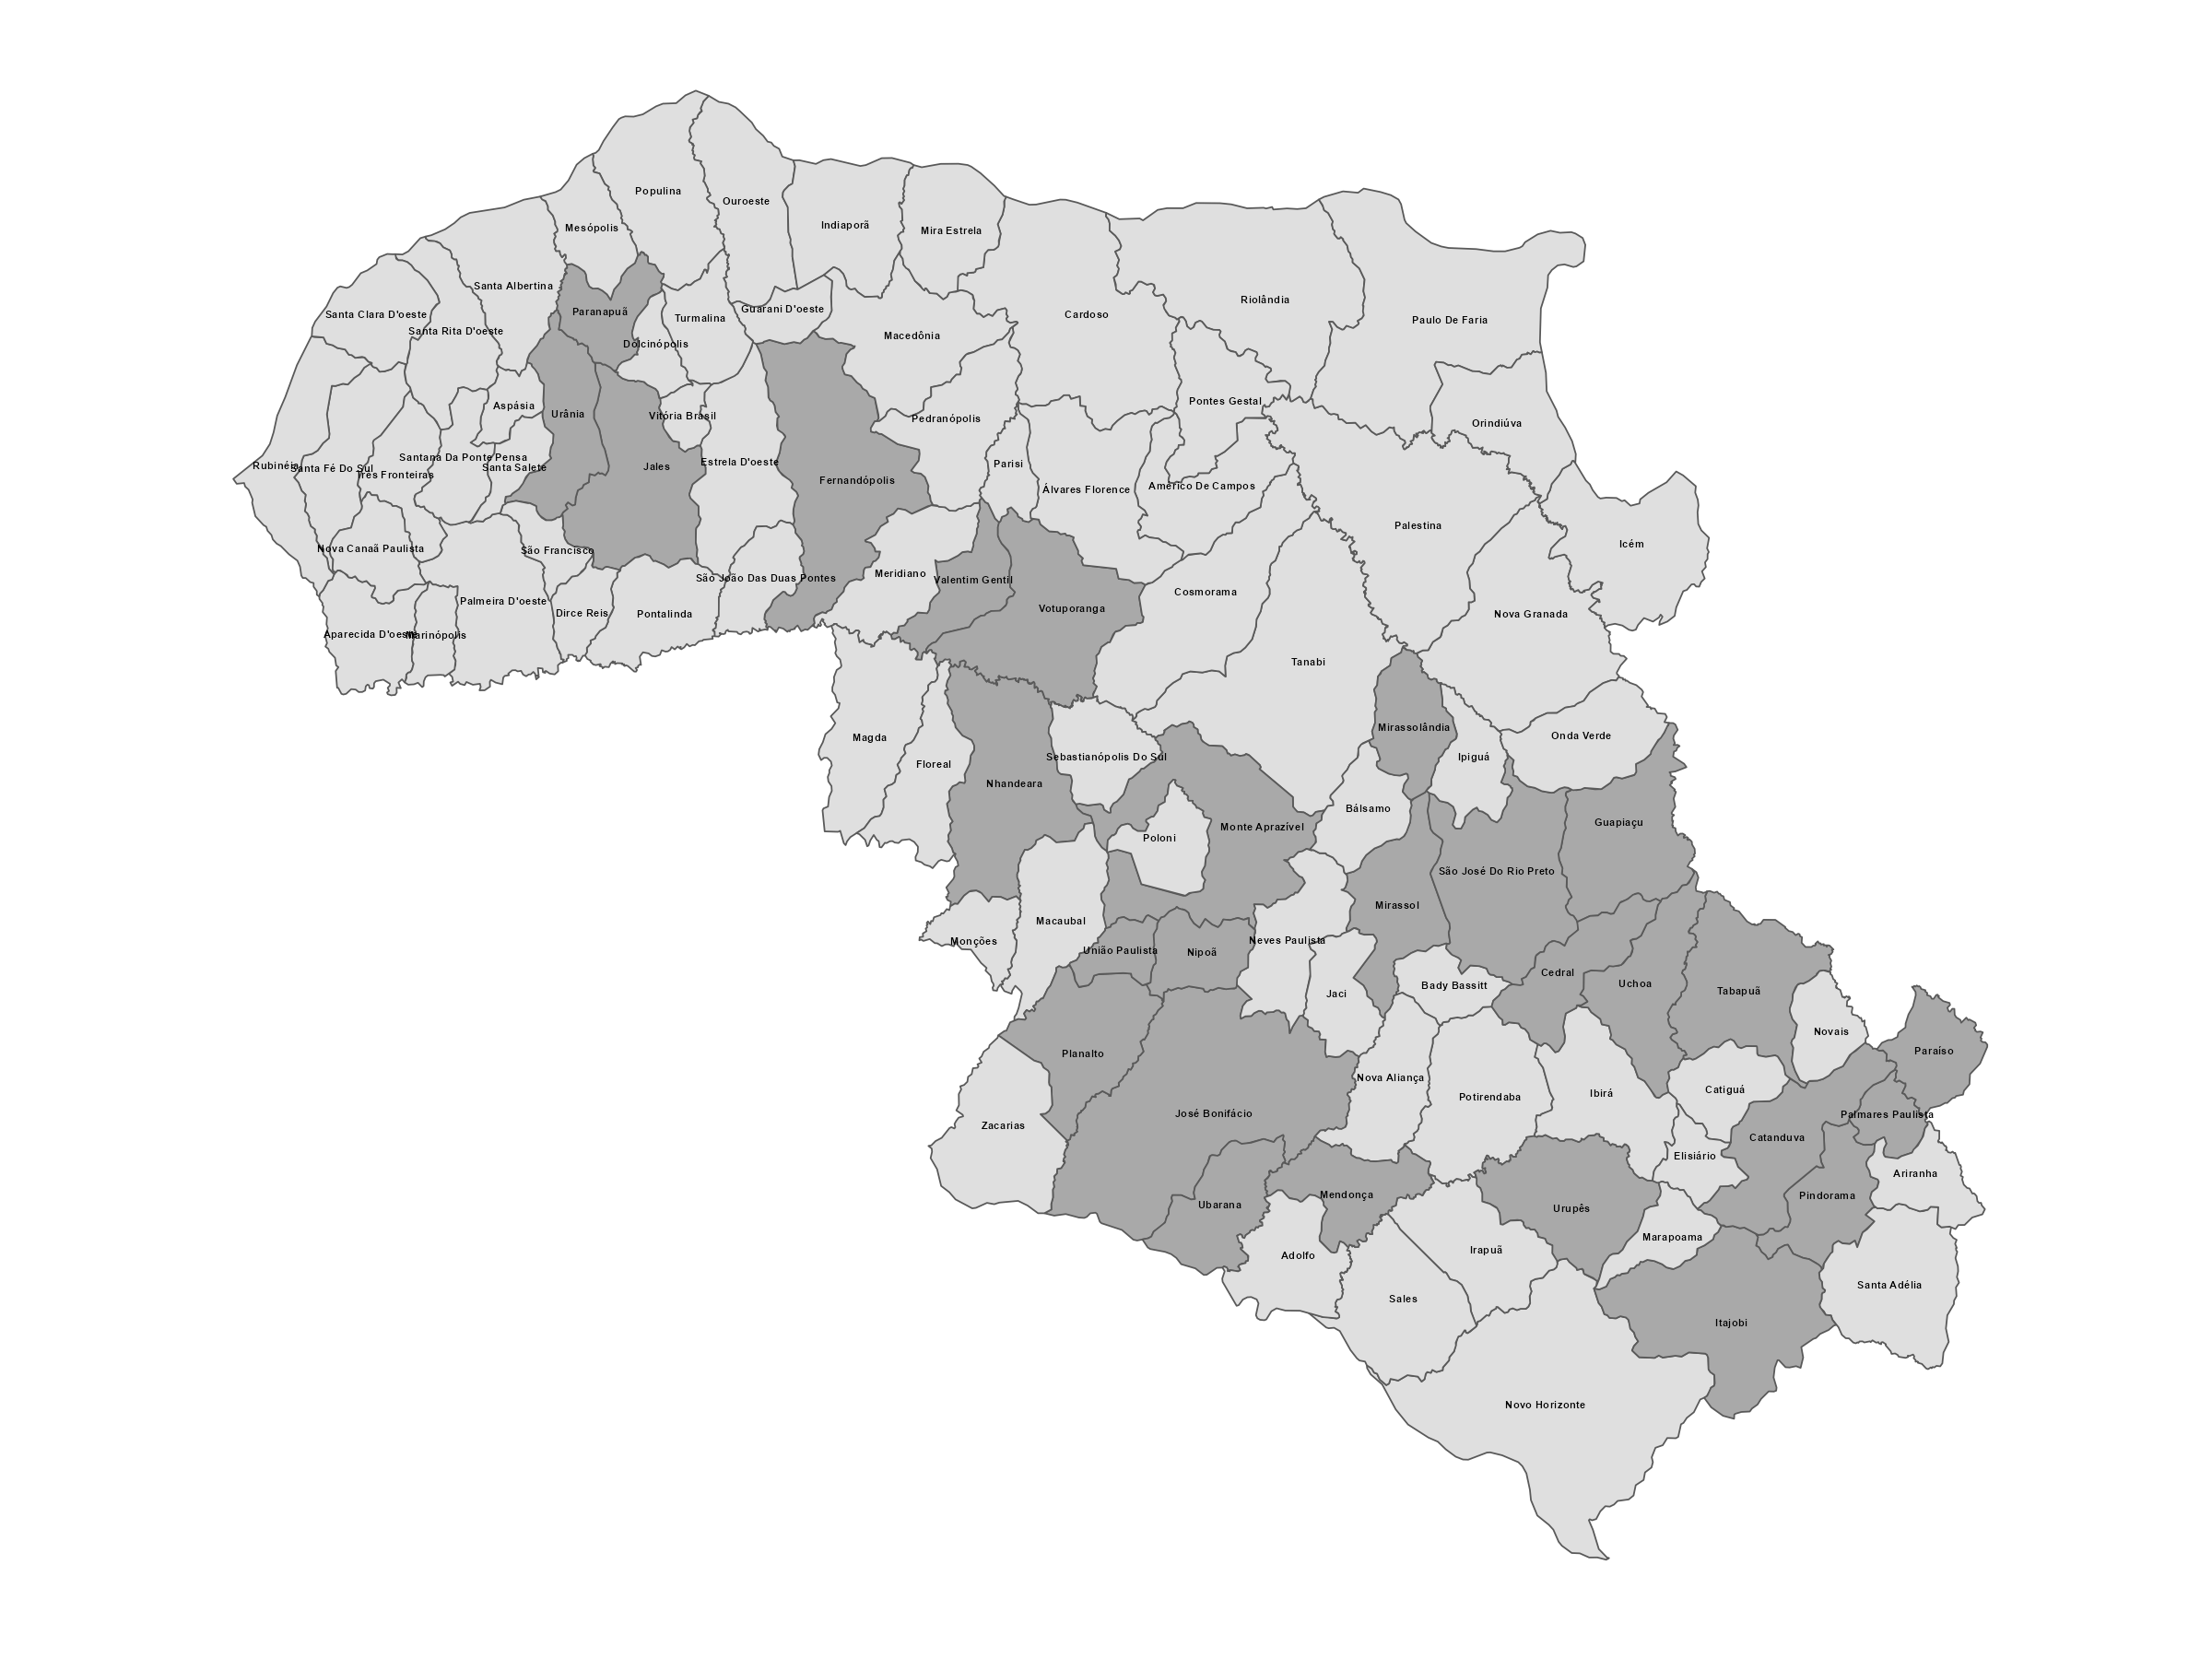 Populina
Ouroeste
Mesópolis
Indiaporã
Mira Estrela
Santa Albertina
Riolândia
Paranapuã
Guarani D'oeste
Santa Clara D'oeste
Cardoso
Turmalina
Paulo De Faria
Santa Rita D'oeste
Macedônia
Dolcinópolis
Pontes Gestal
Aspásia
Urânia
Vitória Brasil
Pedranópolis
Orindiúva
Santana Da Ponte Pensa
Estrela D'oeste
Parisi
Rubinéia
Santa Fé Do Sul
Santa Salete
Jales
Três Fronteiras
Fernandópolis
Álvares Florence
Américo De Campos
Palestina
Icém
Nova Canaã Paulista
São Francisco
Meridiano
São João Das Duas Pontes
Valentim Gentil
Cosmorama
Palmeira D'oeste
Votuporanga
Dirce Reis
Pontalinda
Nova Granada
Aparecida D'oeste
Marinópolis
Tanabi
Mirassolândia
Onda Verde
Magda
Sebastianópolis Do Sul
Ipiguá
Floreal
Nhandeara
Bálsamo
Guapiaçu
Monte Aprazível
Poloni
São José Do Rio Preto
Mirassol
Macaubal
Monções
Neves Paulista
União Paulista
Nipoã
Cedral
Uchoa
Bady Bassitt
Tabapuã
Jaci
Novais
Paraíso
Planalto
Nova Aliança
Catiguá
Ibirá
Potirendaba
José Bonifácio
Palmares Paulista
Zacarias
Catanduva
Elisiário
Ariranha
Mendonça
Pindorama
Ubarana
Urupês
Marapoama
Irapuã
Adolfo
Santa Adélia
Sales
Itajobi
Novo Horizonte